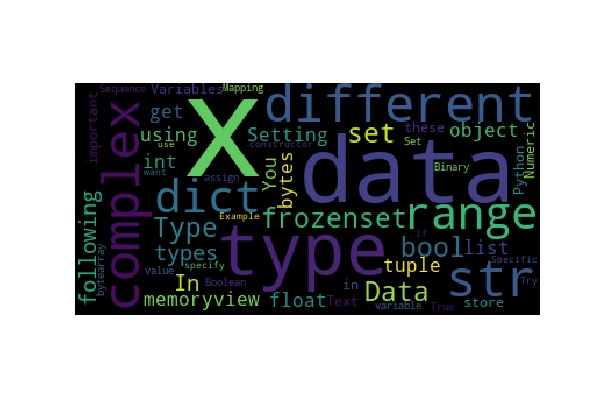 Sequence
Variables
Mapping
important
complex
get
X
different
using
use
Setting
constructor
set
these
Set
object
Python
Numeric
int
want
assign
You
bytes
data
Binary
dict
Example
frozenset
range
following
bytearray
Type
types
type
specify
value
In
Boolean
memoryview
float
Text
in
If
bool
list
Specific
tuple
Data
str
Try
variable
True
store